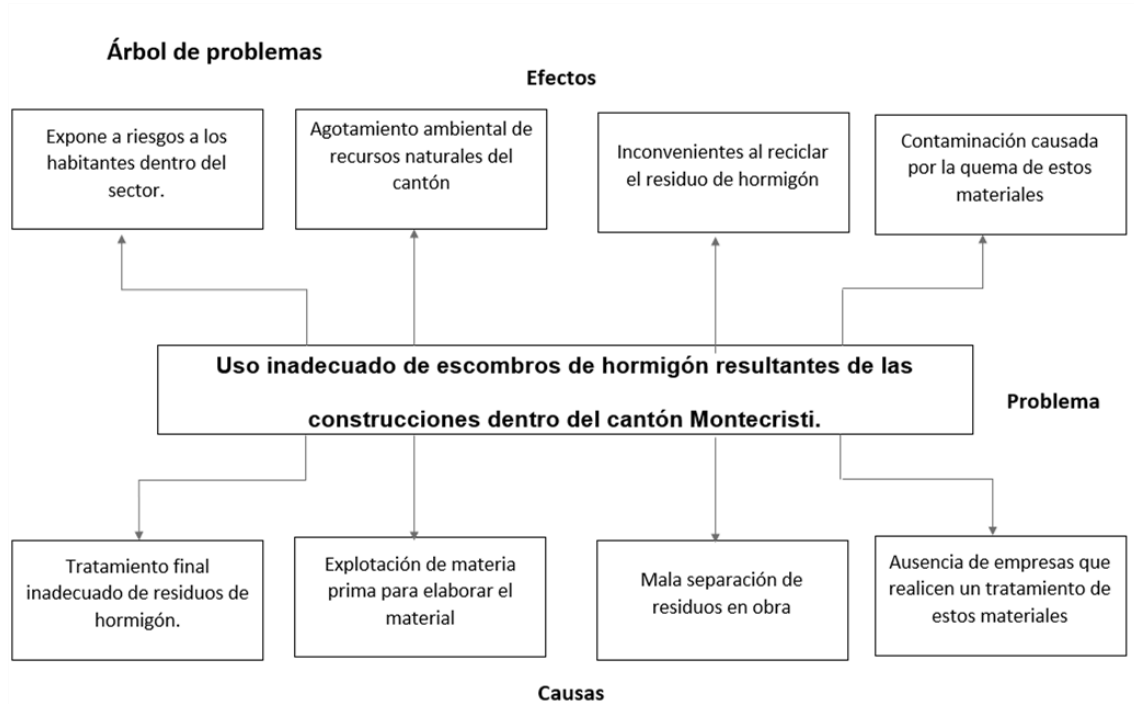 Árbol de problemas
Efectos
Expone a riesgos a los
habitantes dentro del
sector.
Agotamiento ambiental de
recursos naturales del
cantón
Inconvenientes al reciclar
el residuo de hormigón
Contaminación causada
por la quema de estos
materiales
Uso inadecuado de escombros de hormigón resultantes de las
construcciones dentro del cantón Montecristi.
Problema
Tratamiento final
inadecuado de residuos de
hormigón.
Explotación de materia
prima para elaborar el
material
Mala separación de
residuos en obra
Ausencia de empresas que
realicen un tratamiento de
estos materiales
Causas